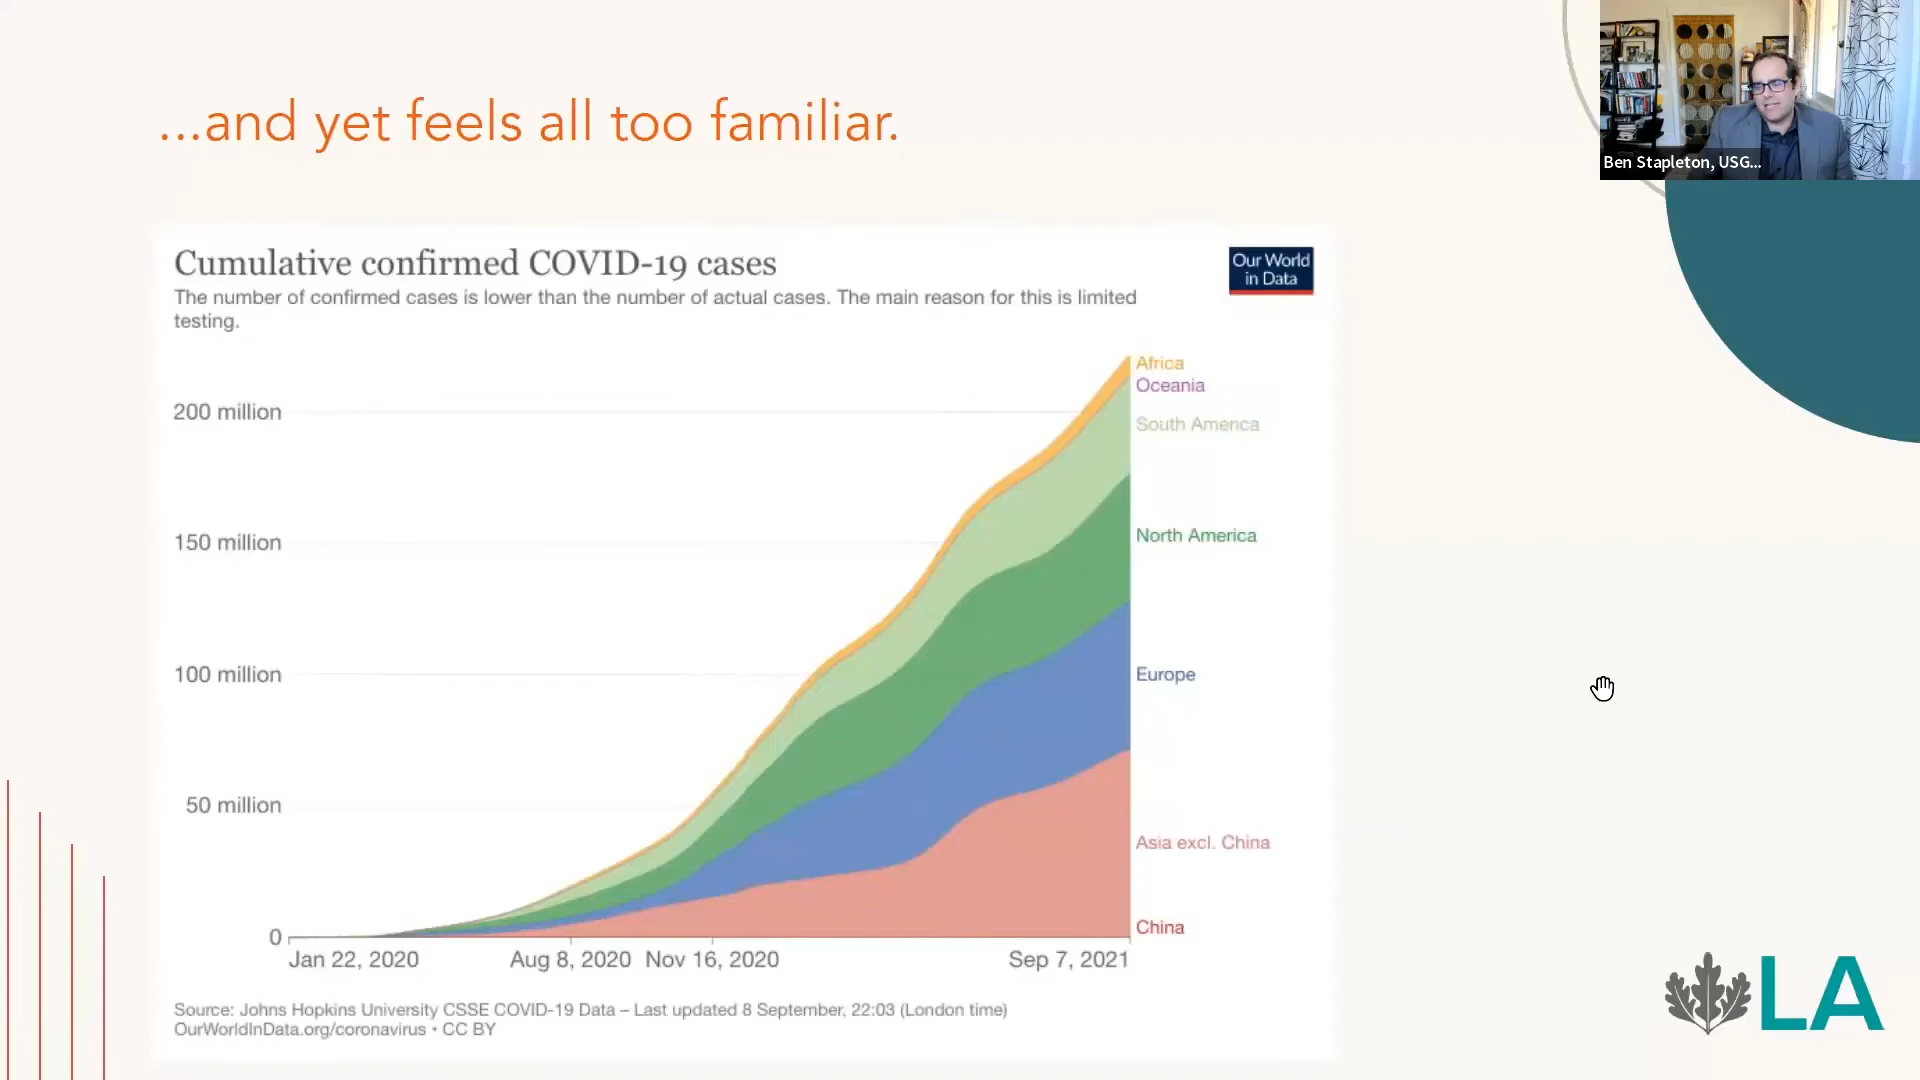 ...and yet feels all too familiar.
Ben Stapleton, USG...
Cumulative confirmed COVID-19 cases
Our World
in Data
The number of confirmed cases is lower than the number of actual cases. The main reason for this is limited
testing.
Africa
Oceania
200 million
South America
150 million
North America
100 million
Europe
50 million
Asia excl. China
China
0
Jan 22, 2020
Aug 8, 2020
Nov 16, 2020
Sep 7, 2021
Source: Johns Hopkins University CSSE COVID-19 Data – Last updated 8 September, 22:03 (London time)
OurWorldInData.org/coronavirus • CC BY
LA